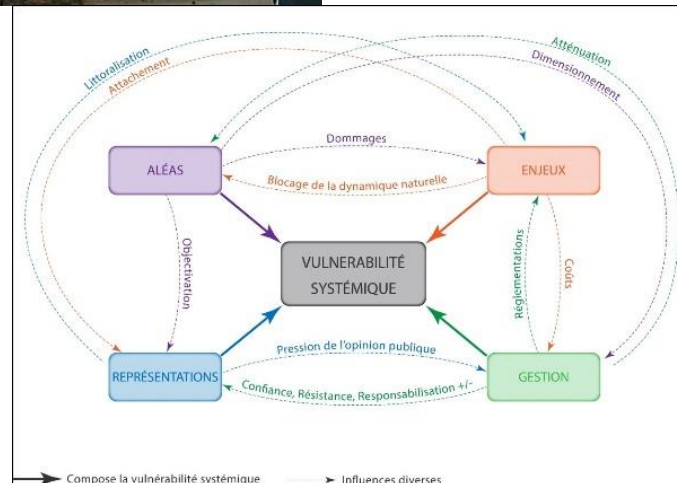 Littoralisation
Attachement
Atténuation
Dimensionnement
Dommages
ALÉAS
ENJEUX
Blocage de la dynamique naturelle
Objectivation
VULNERABILITÉ
SYSTÉMIQUE
Règlementations
Coûts
Pression de l'opinion publique
REPRÉSENTATIONS
GESTION
Confiance, Résistance, Responsabilisation +/-
Compose la vulnérabilité systémique
Influences diverses